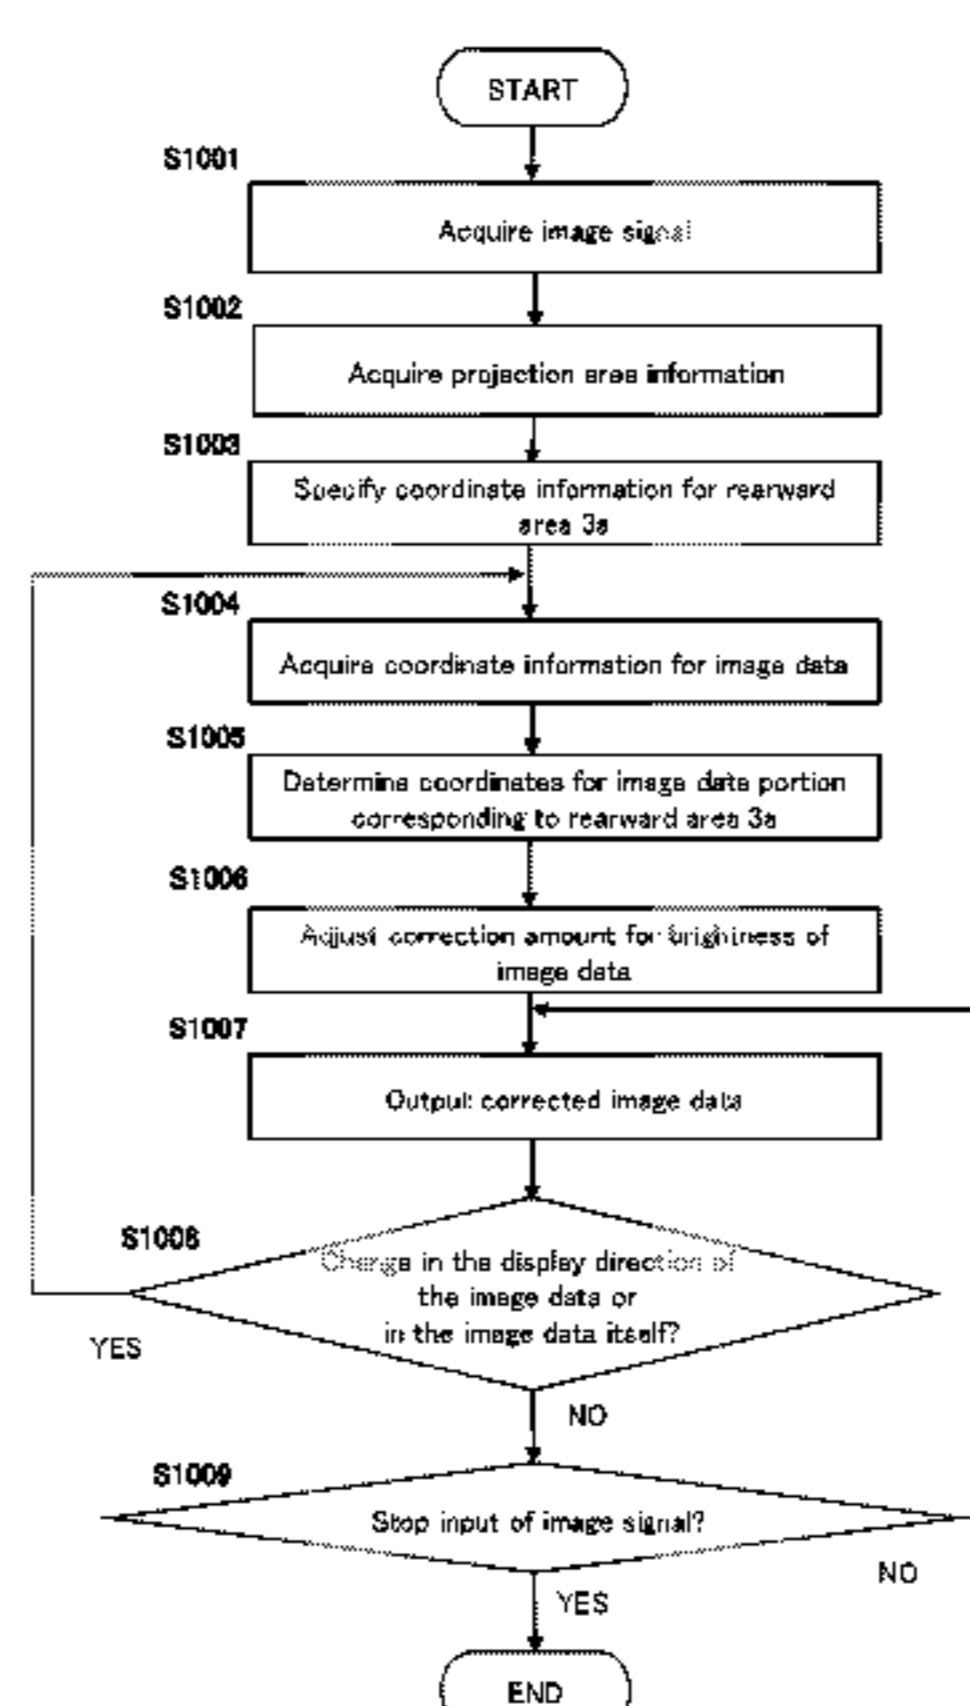 START
S1001
Acquire image signal
S1002
Acquire projection area information
S1003
Specify coordinate information for rearward
area 3a
S1004
Acquire coordinate information for image data
S1005
Determine coordinates for image data portion
corresponding to rearward area 3a
S1006
Adjust correction amount for brightness of
image data
S1007
Output corrected image data
S1008
Change in the display direction of
the image data or
in the image data itself?
YES
NO
S1009
Stop input of image signal?
NO
YES
END